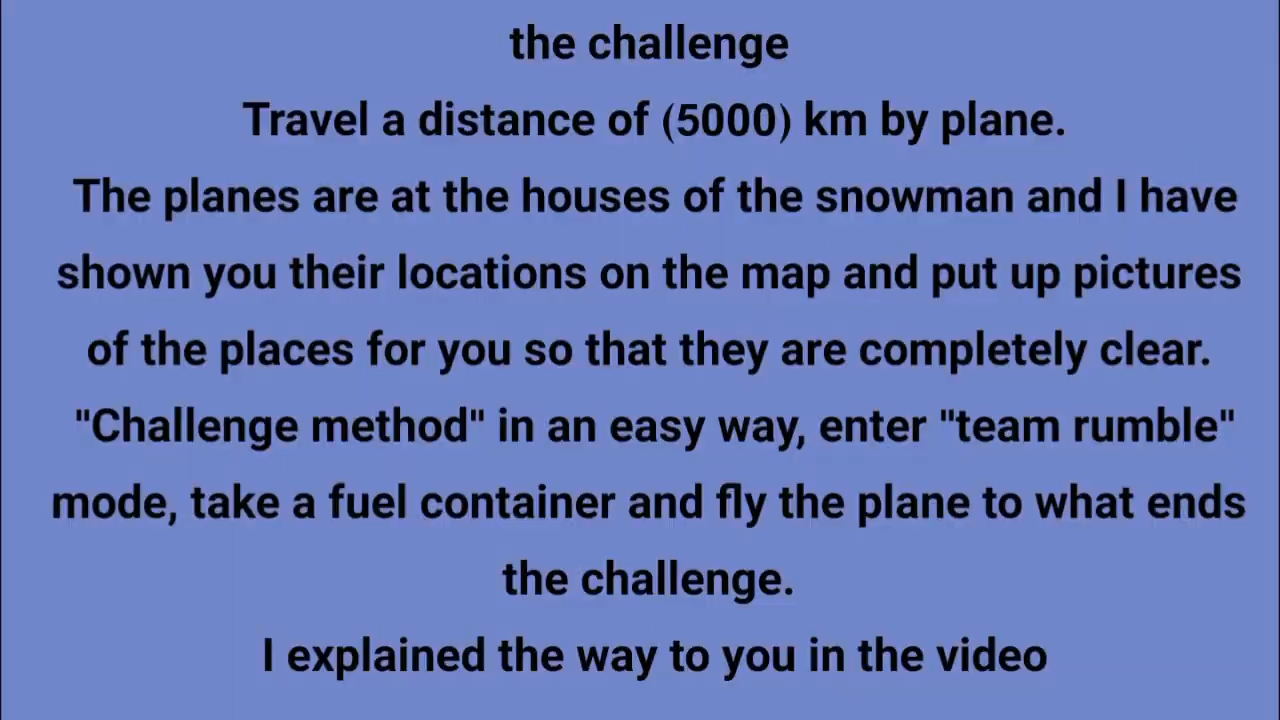 the challenge
Travel a distance of (5000) km by plane.
The planes are at the houses of the snowman and I have
shown you their locations on the map and put up pictures
of the places for you so that they are completely clear.
"Challenge method" in an easy way, enter "team rumble"
mode, take a fuel container and fly the plane to what ends
the challenge.
I explained the way to you in the video